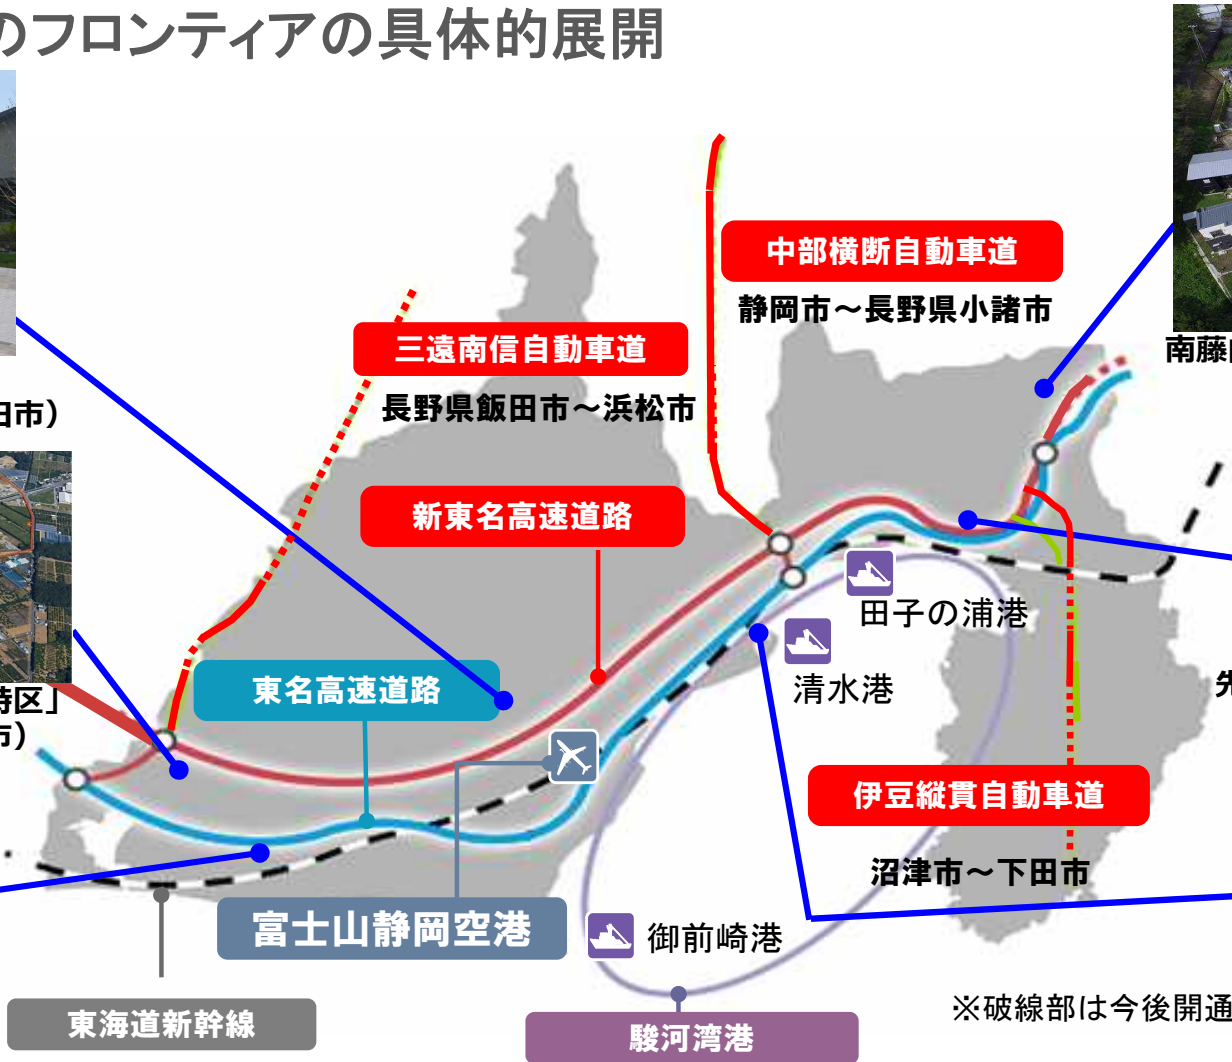 のフロンティアの具体的展開
中部横断自動車道
静岡市～長野県小諸市
三遠南信自動車道
長野県飯田市～浜松市
南藤
田市）
新東名高速道路
田子の浦港
清水港
東名高速道路
特区」
市）
先
伊豆縦貫自動車道
沼津市～下田市
富士山静岡空港
御前崎港
東海道新幹線
駿河湾港
※破線部は今後開通